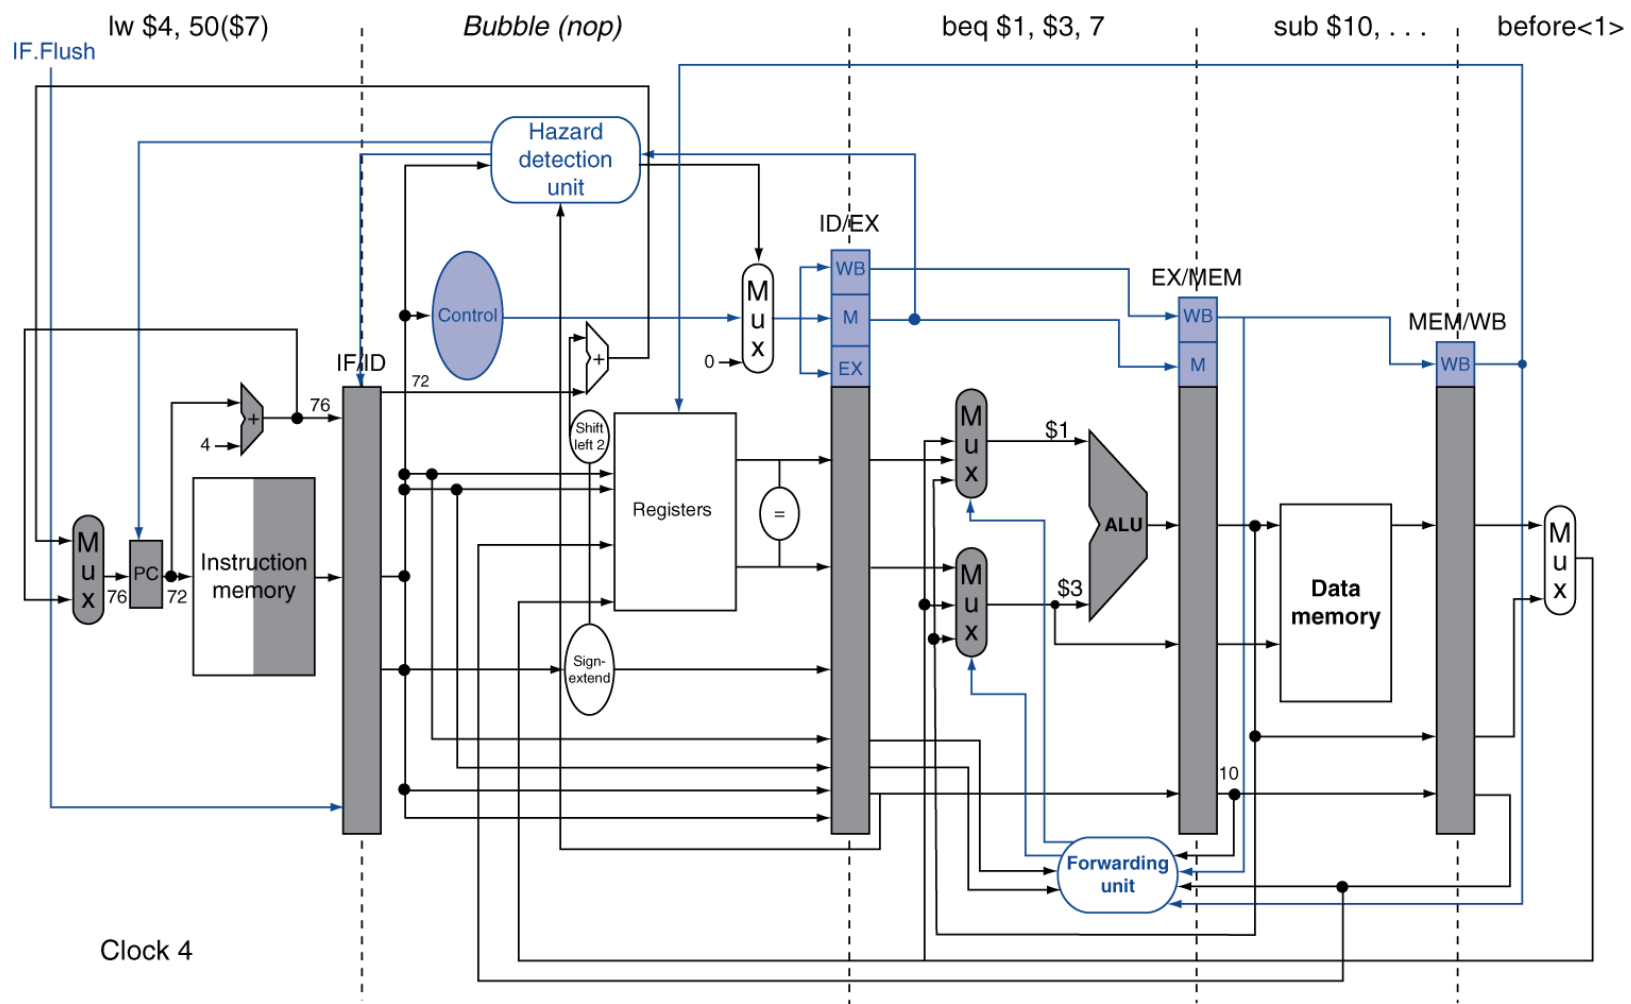 lw $4, 50($7)
Bubble (nop)
beq $1, $3, 7
sub $10, . . .
before<1>
IF.Flush
Hazard
detection
unit
ID/EX
WB
M
EX
EX/MEM
WB
M
MEM/WB
WB
Control
M
u
x
0
+
IF/ID
72
76
+
4
Shift
left 2
Registers
=
M
u
x
$1
ALU
M
u
x
$3
M
u
x
76
PC
72
Instruction
memory
Data
memory
M
u
x
Sign-
extend
10
Forwarding
unit
Clock 4